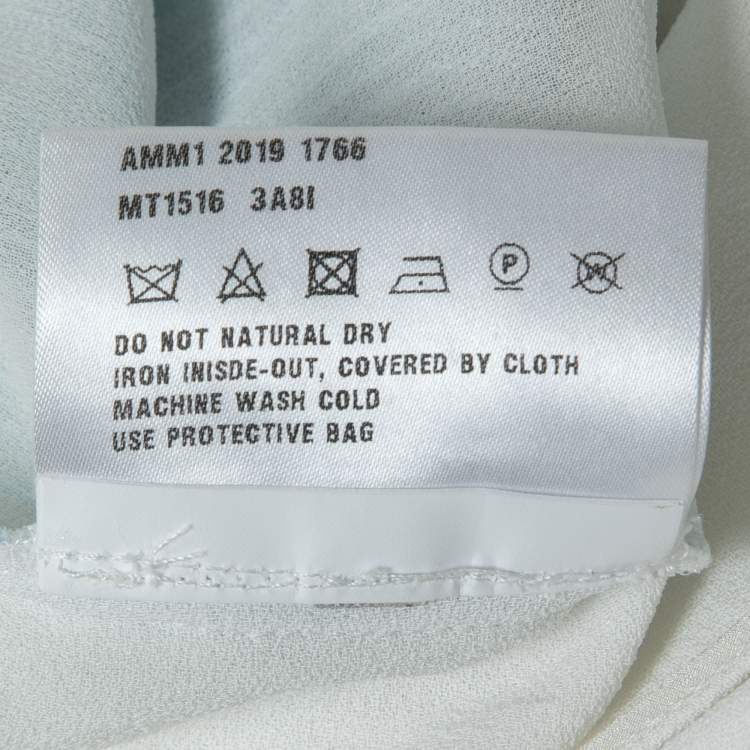 AMM1 2019 1766
MT1516 3A8I
P W
DO NOT NATURAL DRY
IRON INISDE-OUT, COVERED BY CLOTH
MACHINE WASH COLD
USE PROTECTIVE BAG